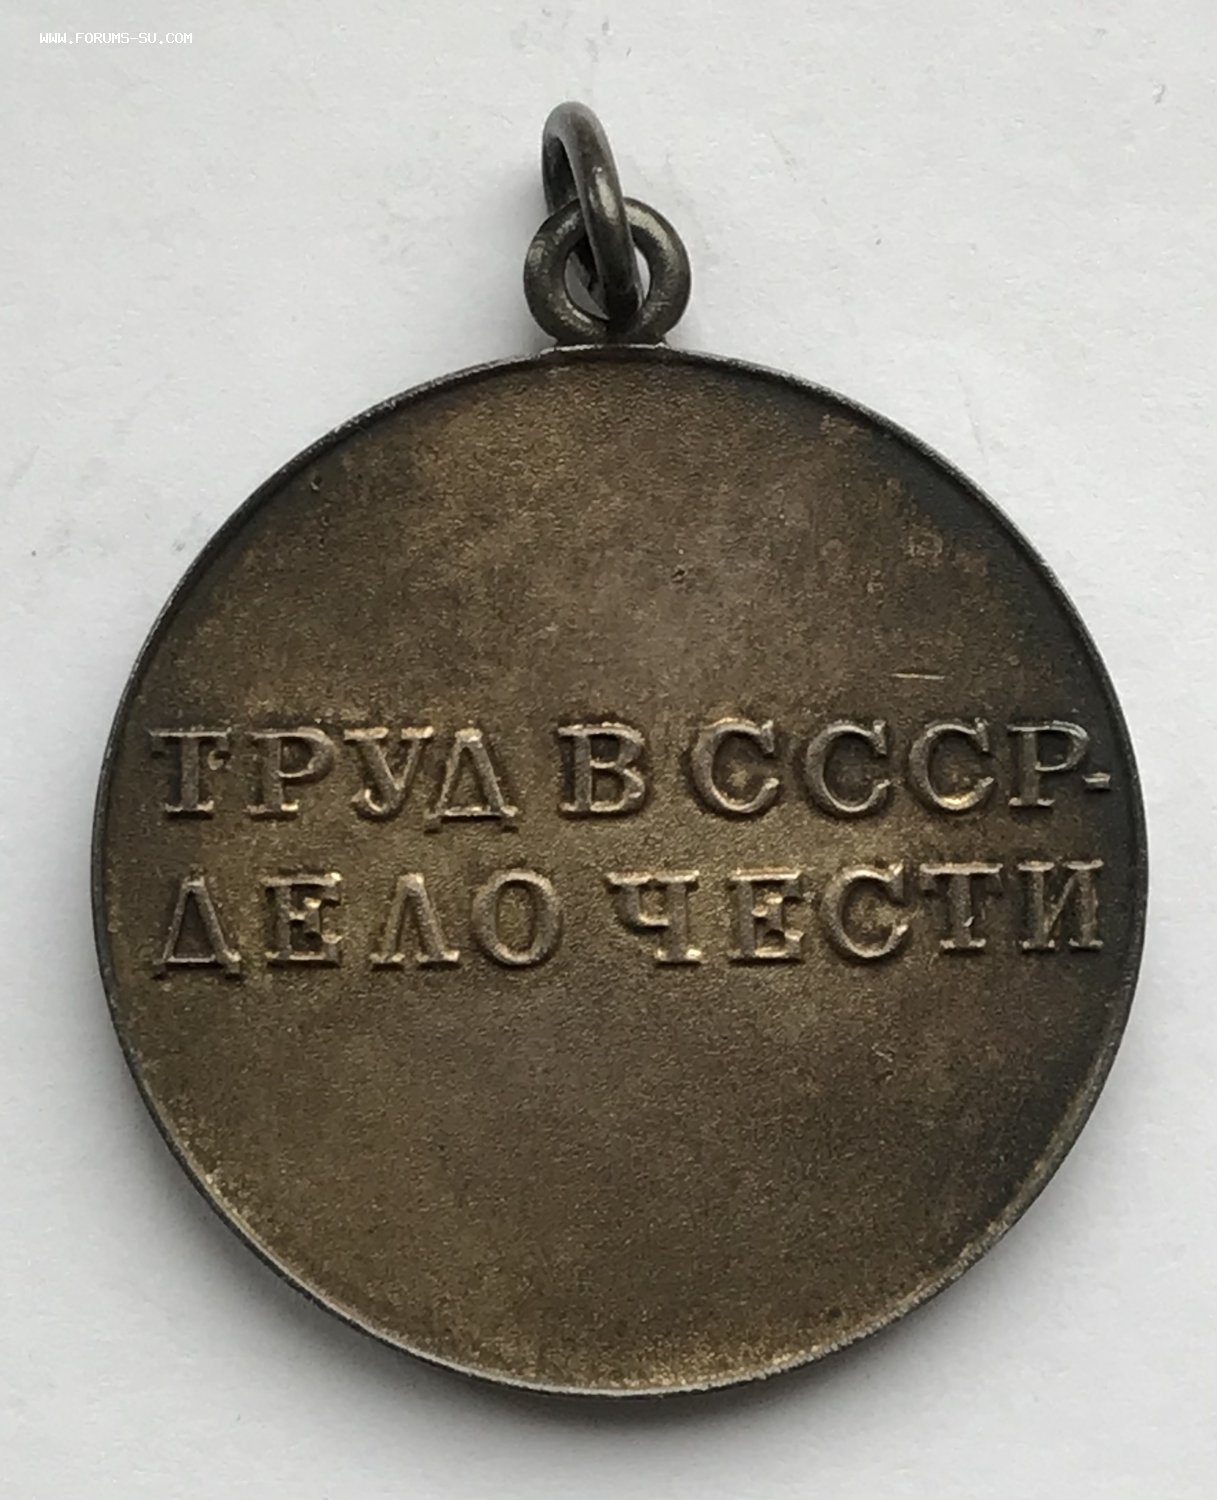 WWW.FORUMS-SU.COM
ТРУД В СССР-
ДЕЛО ЧЕСТИ